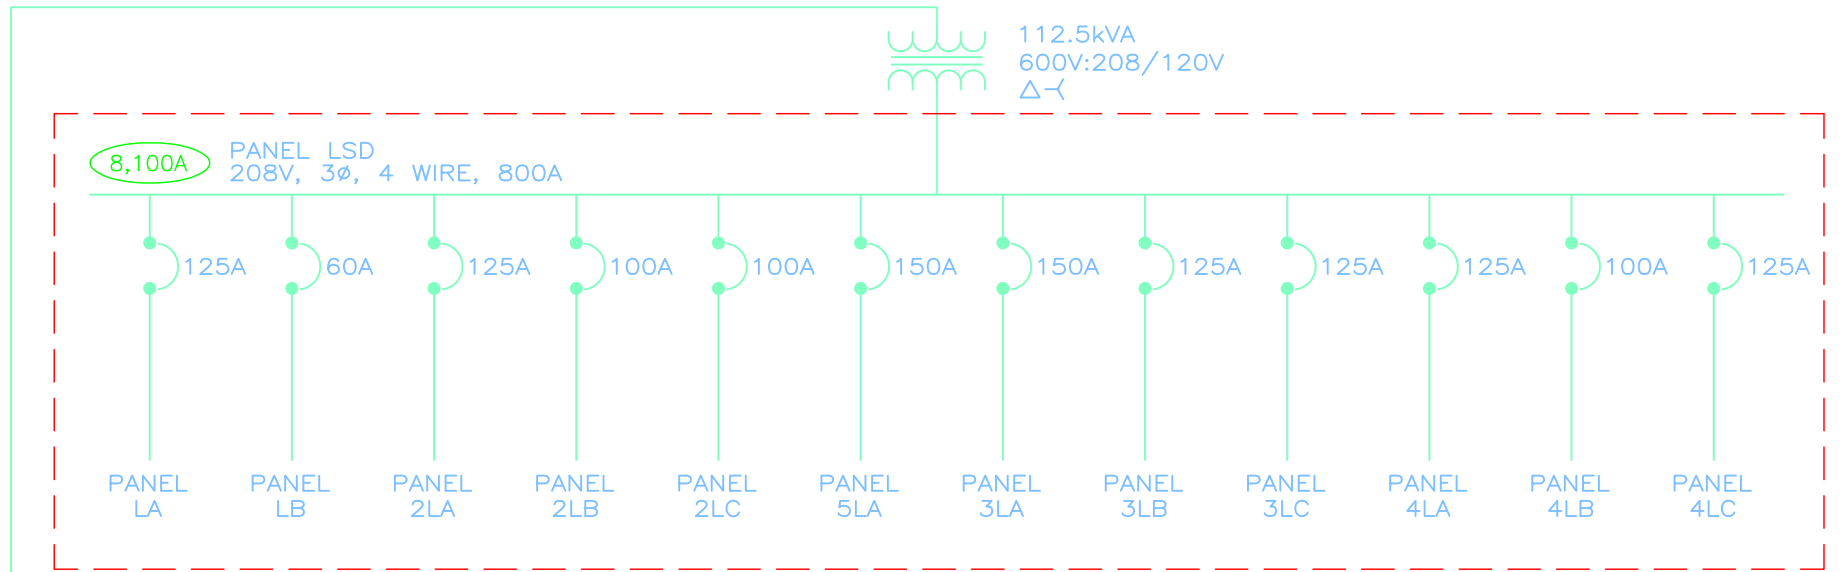 112.5kVA
600V:208/120V
8,100A
PANEL LSD
208V, 3ø, 4 WIRE, 800A
125A 60A 125A 100A 100A 150A 150A 125A 125A 125A 100A 125A
PANEL PANEL PANEL PANEL PANEL PANEL PANEL PANEL PANEL PANEL PANEL PANEL
LA LB 2LA 2LB 2LC 5LA 3LA 3LB 3LC 4LA 4LB 4LC